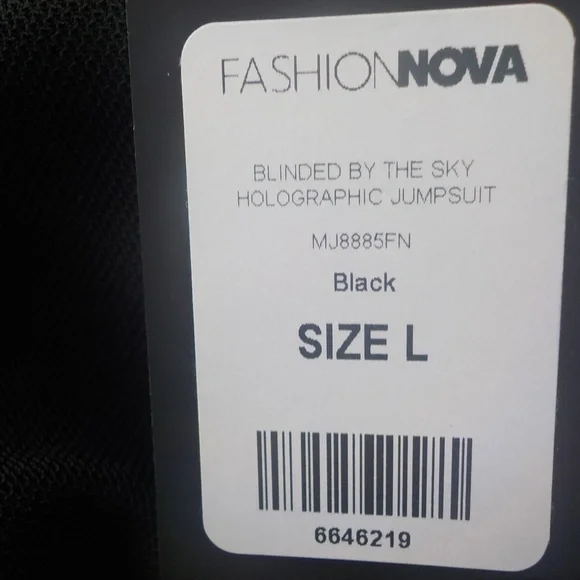 FASHIONNOVA
BLINDED BY THE SKY
HOLOGRAPHIC JUMPSUIT
MJ8885FN
Black
SIZE L
6646219